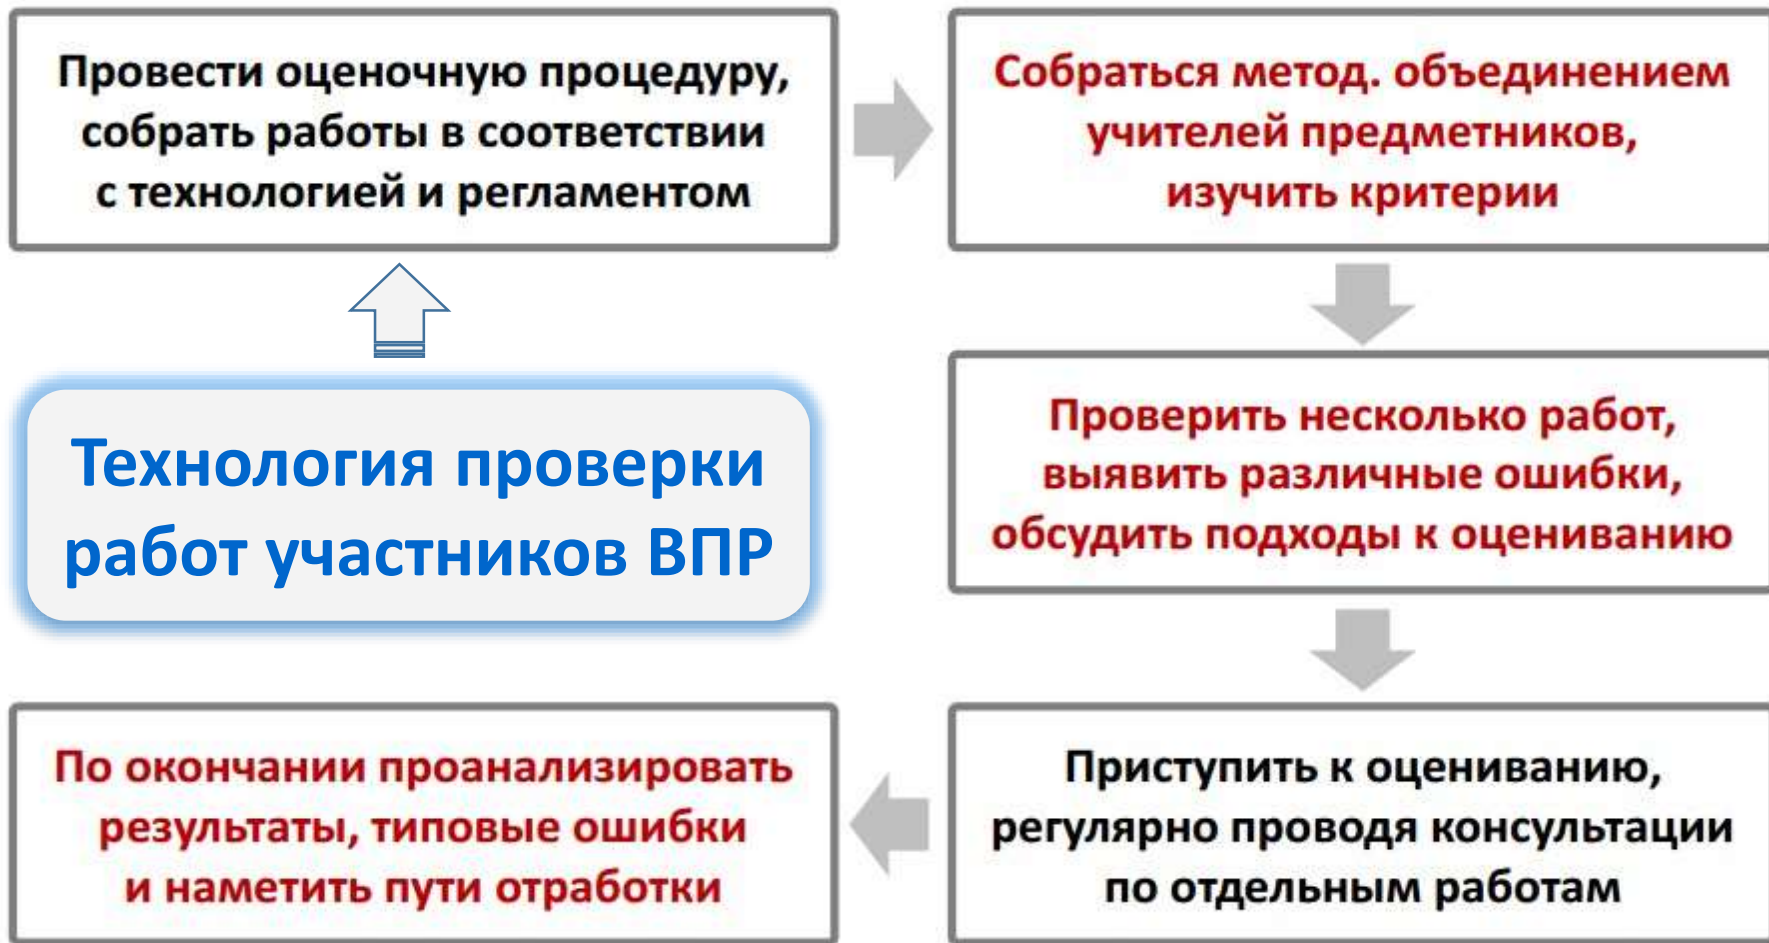 Провести оценочную процедуру,
собрать работы в соответствии
с технологией и регламентом
Собраться метод. объединением
учителей предметников,
изучить критерии
Технология проверки
работ участников ВПР
Проверить несколько работ,
выявить различные ошибки,
обсудить подходы к оцениванию
Приступить к оцениванию,
регулярно проводя консультации
по отдельным работам
По окончании проанализировать
результаты, типовые ошибки
и наметить пути отработки